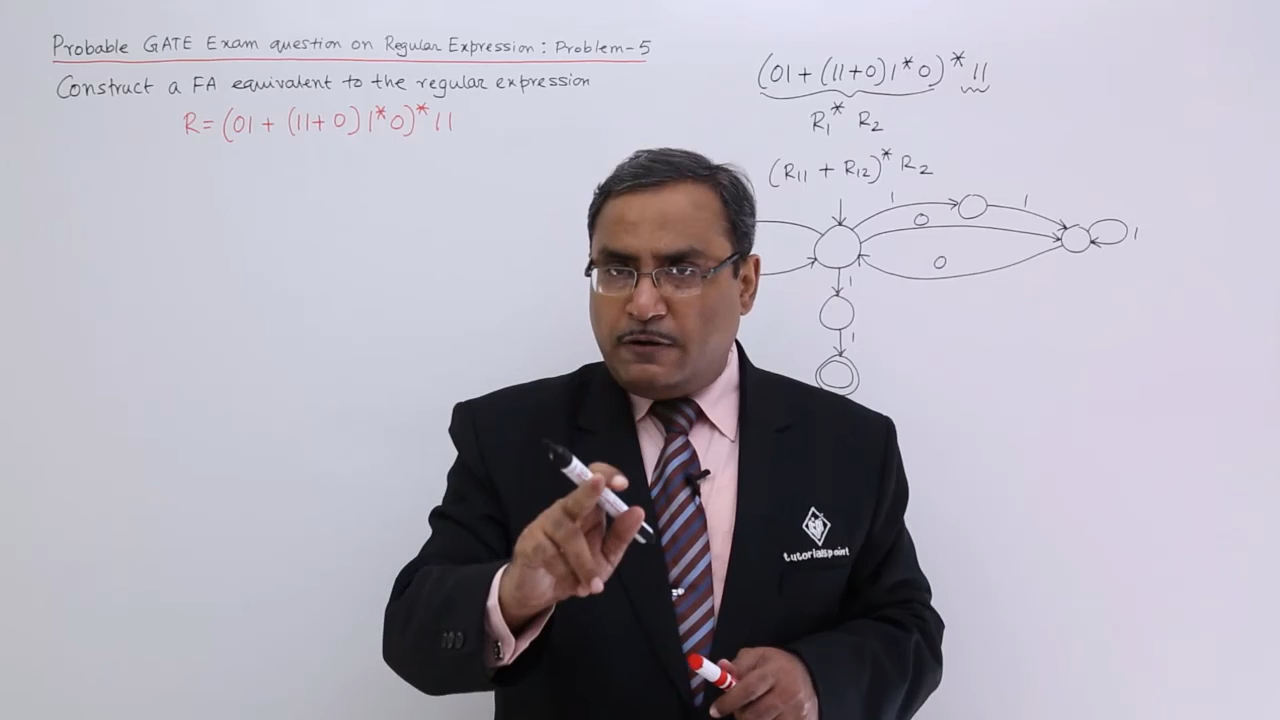 Probable GATE Exam question on Regular Expression : Problem-5
Construct a FA equivalent to the regular expression
R = (01 + (11+0) 1*0)* 11
(01 + (11+0) 1*0)* 11
R1* R2
(R11 + R12)* R2
1
1
0
1
0
1
1
tutorialspoint